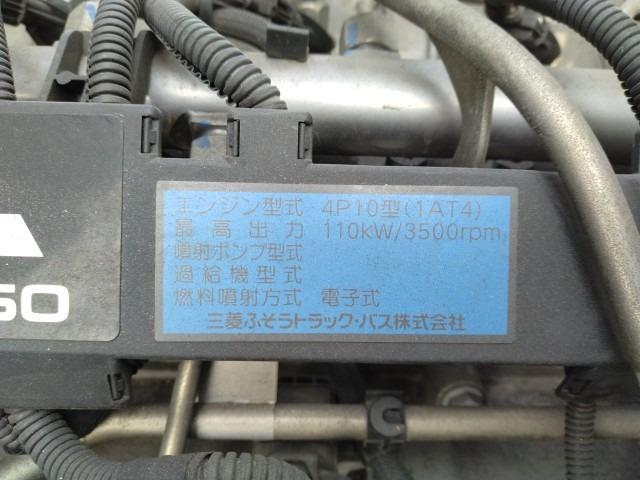 エンジン型式 4P10型(1AT4)
最高出力 110kW/3500rpm
噴射ポンプ型式
過給機型式
燃料噴射方式 電子式
三菱ふそうトラック・バス株式会社
50